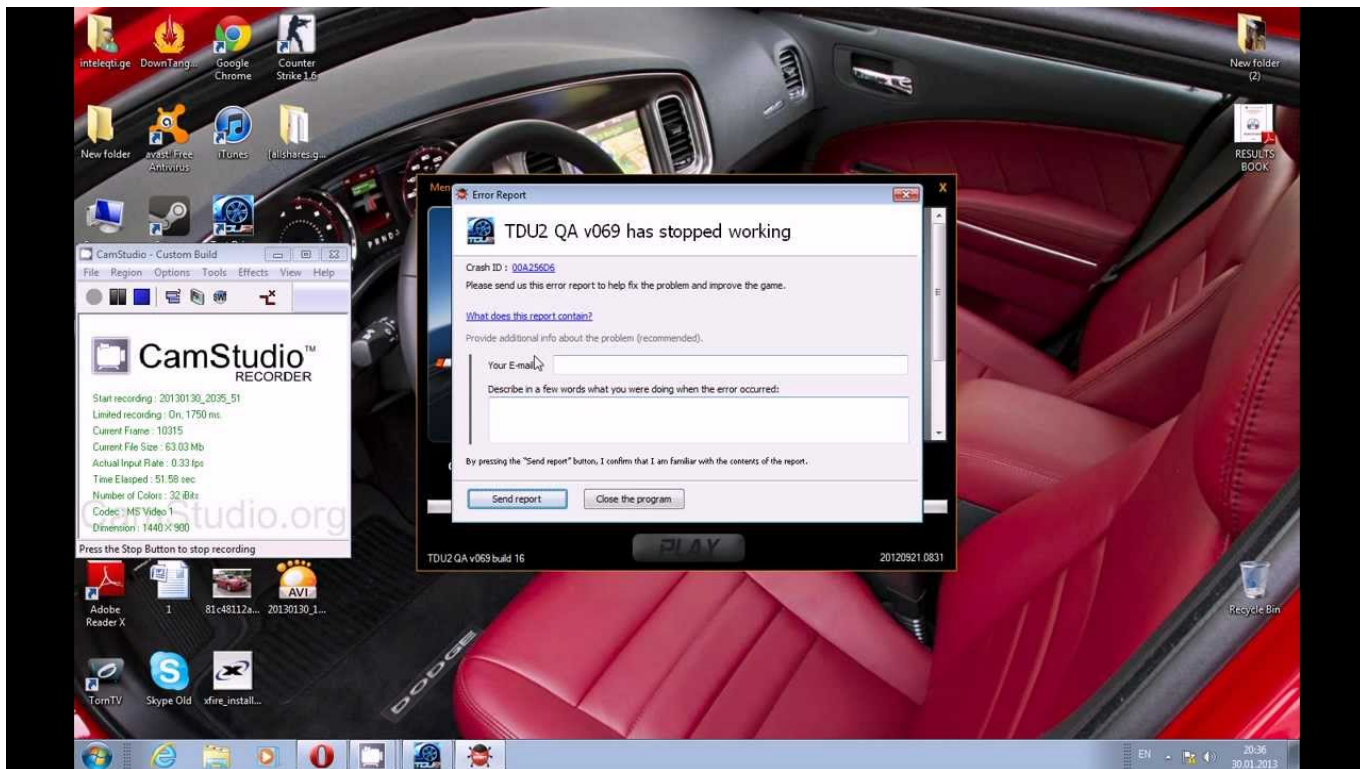 inteleqti.ge
DownTang...
Google
Chrome
Counter
Strike 1.6
New folder
(2)
New folder
avast! Free
Antivirus
iTunes
[allshares.g...
RESULTS
BOOK
CamStudio - Custom Build
File Region Options Tools Effects View Help
CamStudio™
RECORDER
Start recording : 20130130_2035_51
Limited recording : On, 1750 ms.
Current Frame : 10315
Current File Size : 63.03 Mb
Actual Input Rate : 0.33 fps
Time Elasped : 51.58 sec
Number of Colors : 32 Bits
Codec : MS Video 1
Dimension : 1440 X 900
CamStudio.org
Press the Stop Button to stop recording
Men
X
Error Report
TDU2 QA v069 has stopped working
Crash ID : 00A256D6
Please send us this error report to help fix the problem and improve the game.
What does this report contain?
Provide additional info about the problem (recommended).
Your E-mail
Describe in a few words what you were doing when the error occurred:
By pressing the "Send report" button, I confirm that I am familiar with the contents of the report.
Send report
Close the program
PLAY
TDU2 QA v069 build 16
20120921.0831
Adobe
Reader X
1
81c48112a...
AVI
20130130_1...
Recycle Bin
TornTV
Skype Old
xfire_install...
DODGE
EN
20:36
30.01.2013